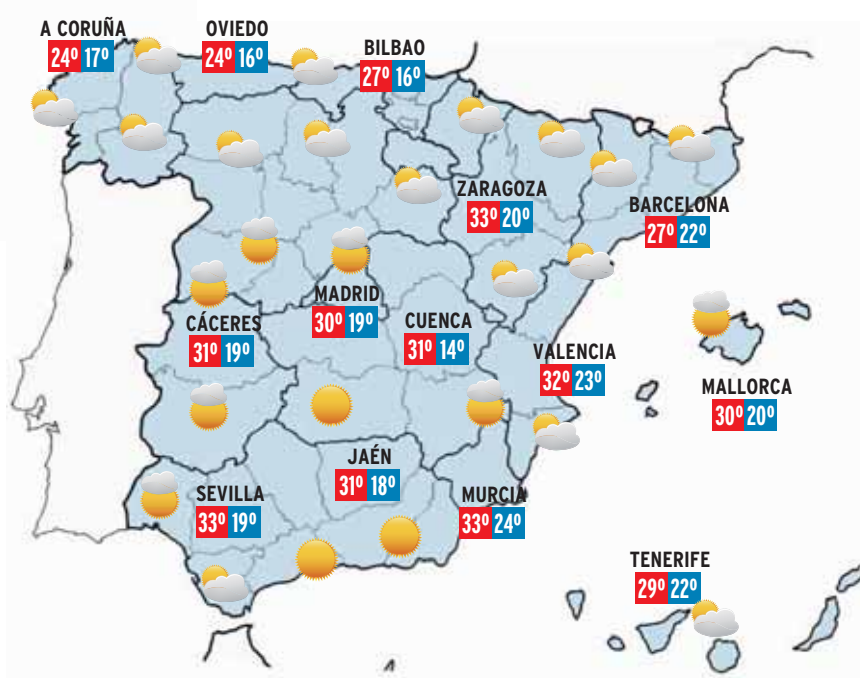 A CORUÑA
24º 17º
OVIEDO
24º 16º
BILBAO
27º 16º
ZARAGOZA
33º 20º
BARCELONA
27º 22º
MADRID
30º 19º
CÁCERES
31º 19º
CUENCA
31º 14º
VALENCIA
32º 23º
MALLORCA
30º 20º
JAÉN
31º 18º
SEVILLA
33º 19º
MURCIA
33º 24º
TENERIFE
29º 22º